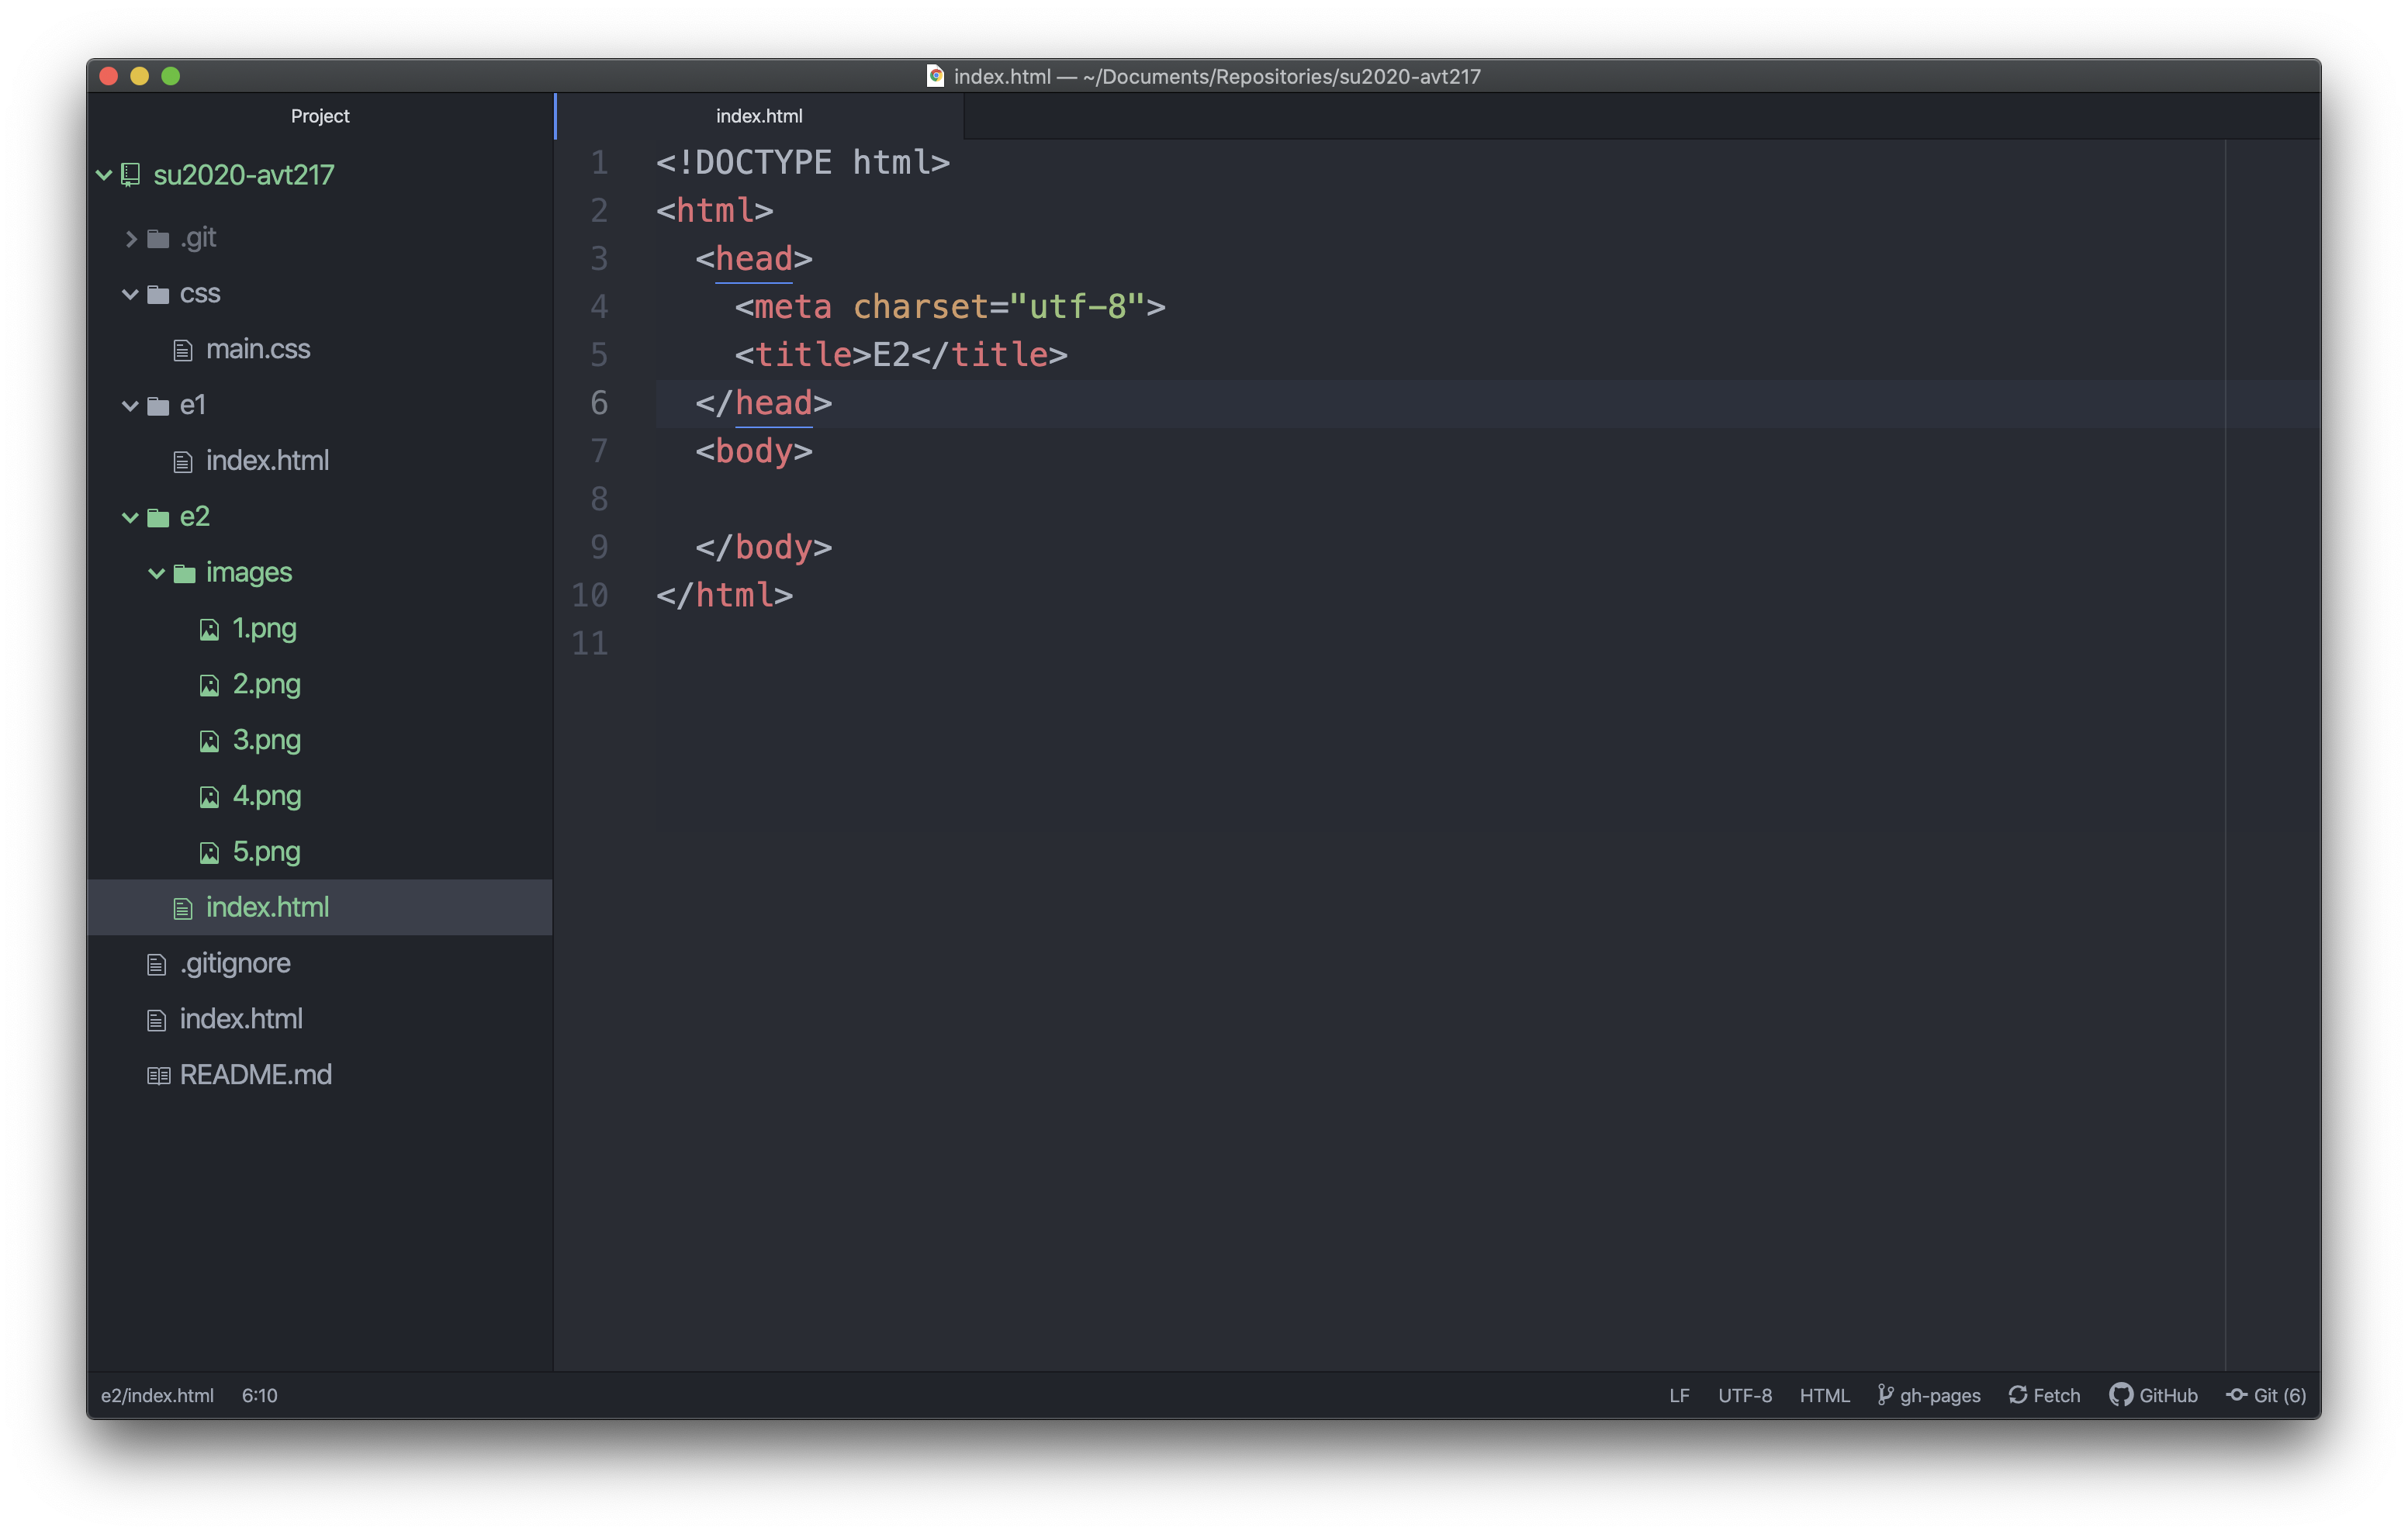 index.html — ~/Documents/Repositories/su2020-avt217
Project
su2020-avt217
.git
css
main.css
e1
index.html
e2
images
1.png
2.png
3.png
4.png
5.png
index.html
.gitignore
index.html
README.md
index.html
1 <!DOCTYPE html>
2 <html>
3 <head>
4 <meta charset="utf-8">
5 <title>E2</title>
6 </head>
7 <body>
8
9 </body>
10 </html>
11
e2/index.html 6:10 LF UTF-8 HTML gh-pages Fetch GitHub Git (6)